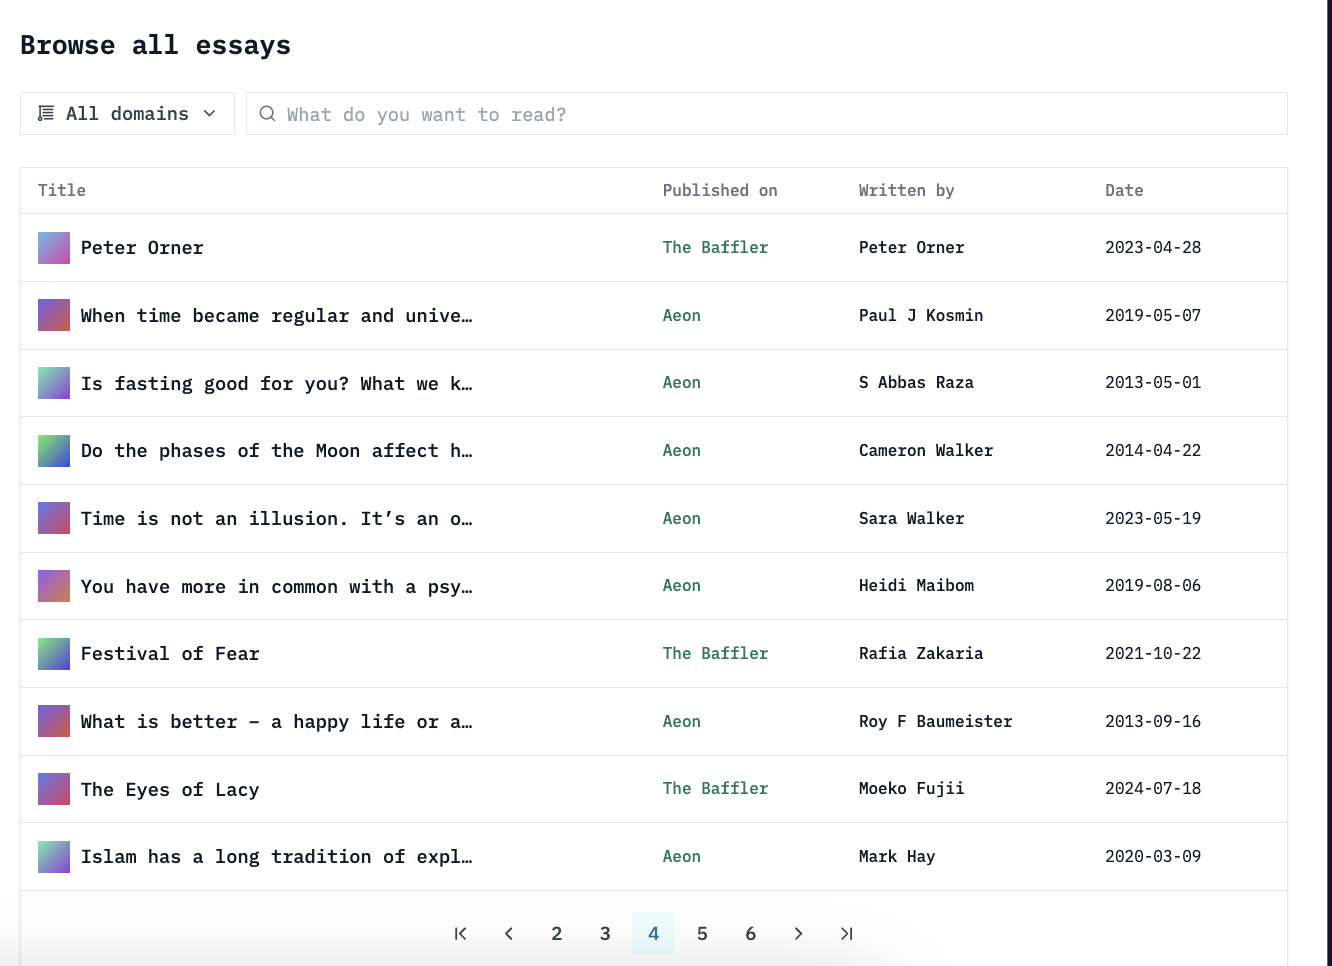 Browse all essays
All domains
What do you want to read?
Title Published on Written by Date
Peter Orner The Baffler Peter Orner 2023-04-28
When time became regular and unive… Aeon Paul J Kosmin 2019-05-07
Is fasting good for you? What we k… Aeon S Abbas Raza 2013-05-01
Do the phases of the Moon affect h… Aeon Cameron Walker 2014-04-22
Time is not an illusion. It’s an o… Aeon Sara Walker 2023-05-19
You have more in common with a psy… Aeon Heidi Maibom 2019-08-06
Festival of Fear The Baffler Rafia Zakaria 2021-10-22
What is better – a happy life or a… Aeon Roy F Baumeister 2013-09-16
The Eyes of Lacy The Baffler Moeko Fujii 2024-07-18
Islam has a long tradition of expl… Aeon Mark Hay 2020-03-09
2 3 4 5 6